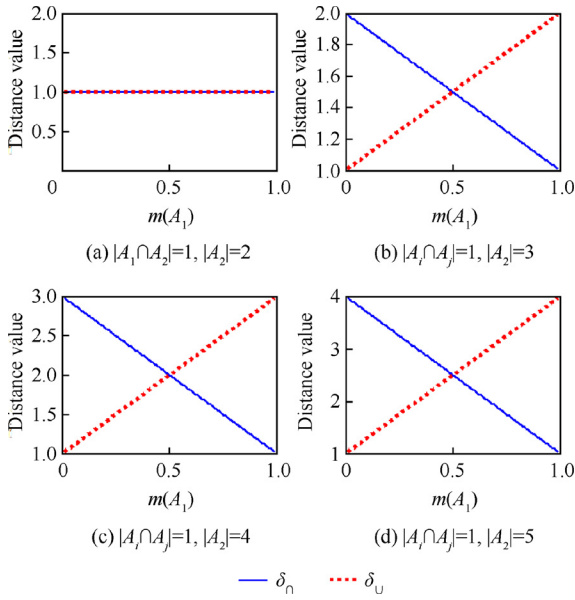 2.0
1.5
1.0
0.5
Distance value
0.5
1.0
m(A₁)
(a) |A₁∩A₂|=1, |A₂|=2
2.0
1.8
1.6
1.4
1.2
1.0
Distance value
0
0.5
1.0
m(A₁)
(b) |Aᵢ∩Aⱼ|=1, |A₂|=3
3.0
2.5
2.0
1.5
1.0
Distance value
0
0.5
1.0
m(A₁)
(c) |Aᵢ∩Aⱼ|=1, |A₂|=4
4
3
2
1
Distance value
0
0.5
1.0
m(A₁)
(d) |Aᵢ∩Aⱼ|=1, |A₂|=5
δ∩ δ∪